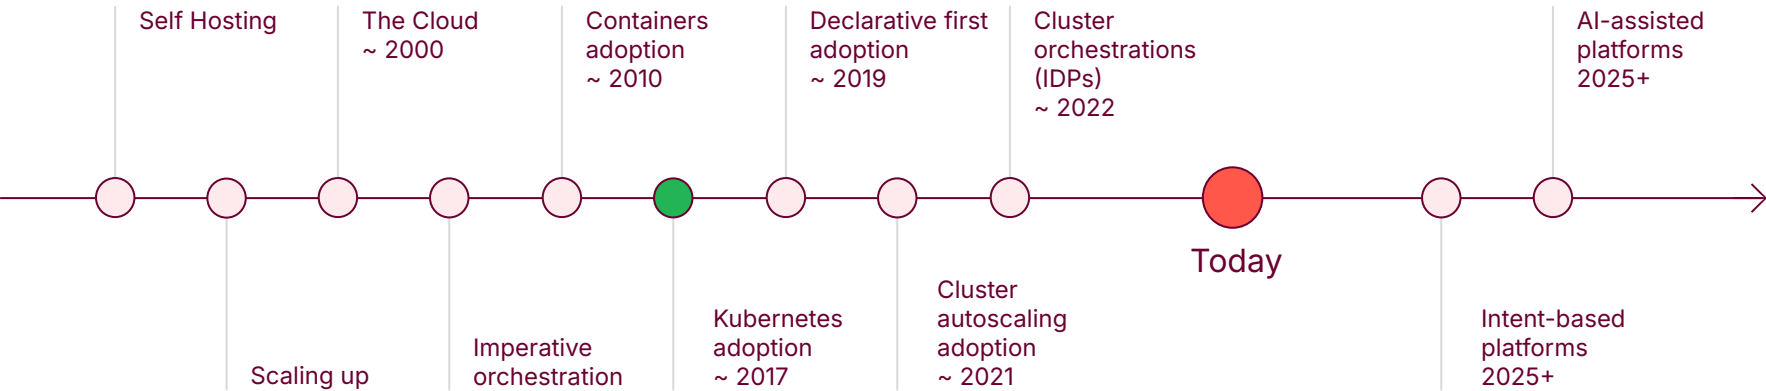 Self Hosting
Scaling up
The Cloud
~ 2000
Imperative
orchestration
Containers
adoption
~ 2010
Kubernetes
adoption
~ 2017
Declarative first
adoption
~ 2019
Cluster
autoscaling
adoption
~ 2021
Cluster
orchestrations
(IDPs)
~ 2022
Today
Intent-based
platforms
2025+
AI-assisted
platforms
2025+